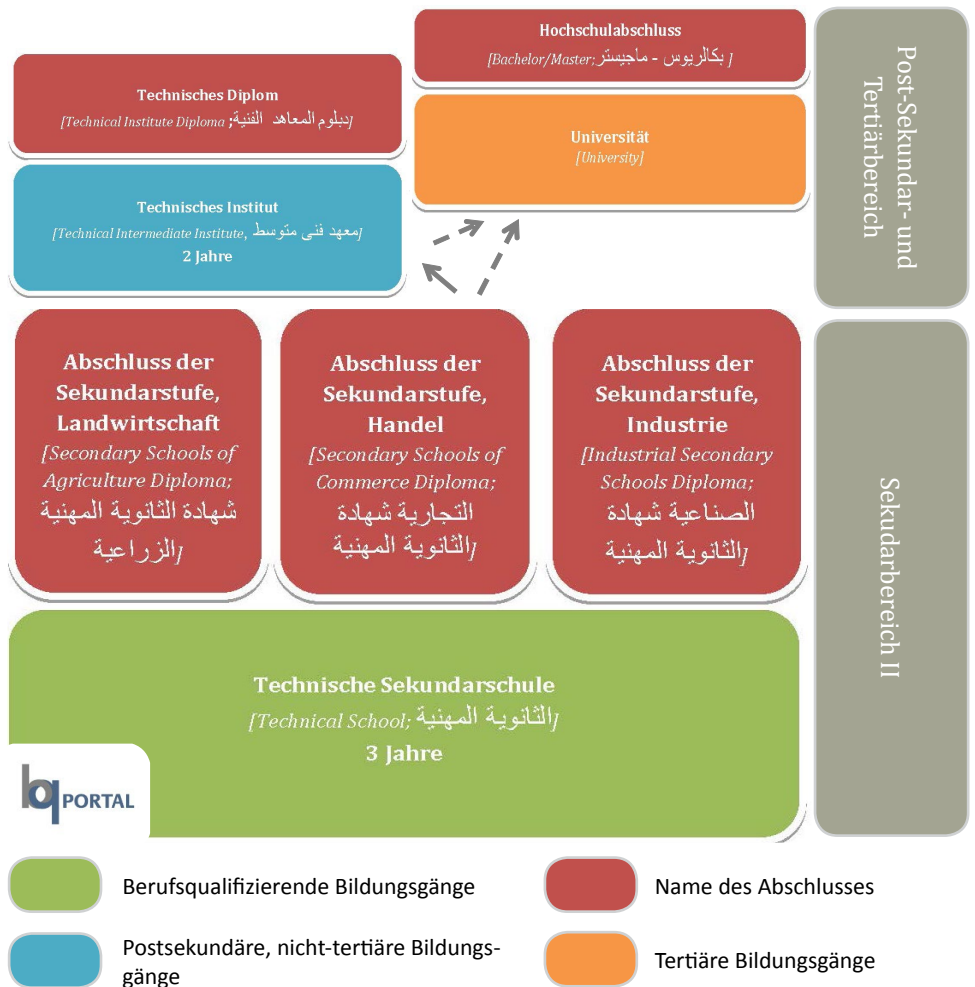 Hochschulabschluss
[Bachelor/Master; بكالريوس - ماجيستر ]
Technisches Diplom
[Technical Institute Diploma ; دبلوم المعاهد الفنية]
Universität
[University]
Technisches Institut
[Technical Intermediate Institute, معهد فنى متوسط]
2 Jahre
Post-Sekundar- und
Tertiärbereich
Abschluss der
Sekundarstufe,
Landwirtschaft
[Secondary Schools of
Agriculture Diploma;
شهادة الثانوية المهنية
الزراعية]
Abschluss der
Sekundarstufe,
Handel
[Secondary Schools of
Commerce Diploma;
التجارية شهادة
الثانوية المهنية]
Abschluss der
Sekundarstufe,
Industrie
[Industrial Secondary
Schools Diploma;
الصناعية شهادة
الثانوية المهنية]
Sekudarbereich II
Technische Sekundarschule
[Technical School; الثانوية المهنية]
3 Jahre
bq PORTAL
Berufsqualifizierende Bildungsgänge
Name des Abschlusses
Postsekundäre, nicht-tertiäre Bildungs-
gänge
Tertiäre Bildungsgänge